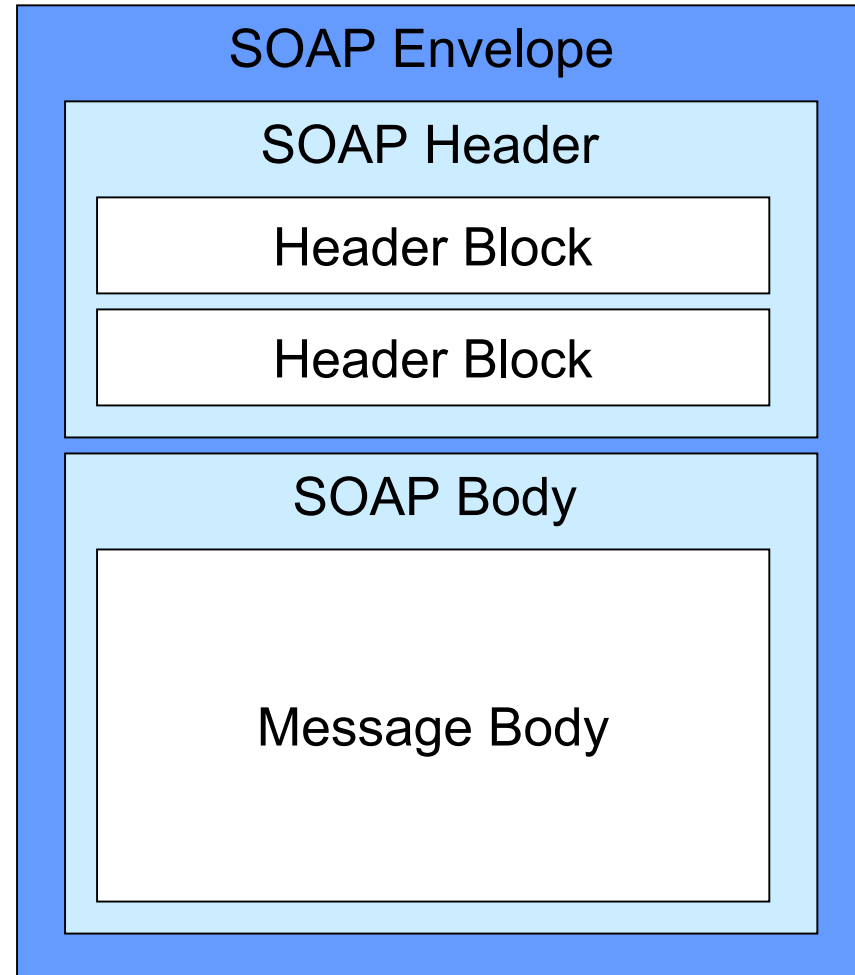 SOAP Envelope
SOAP Header
Header Block
Header Block
SOAP Body
Message Body